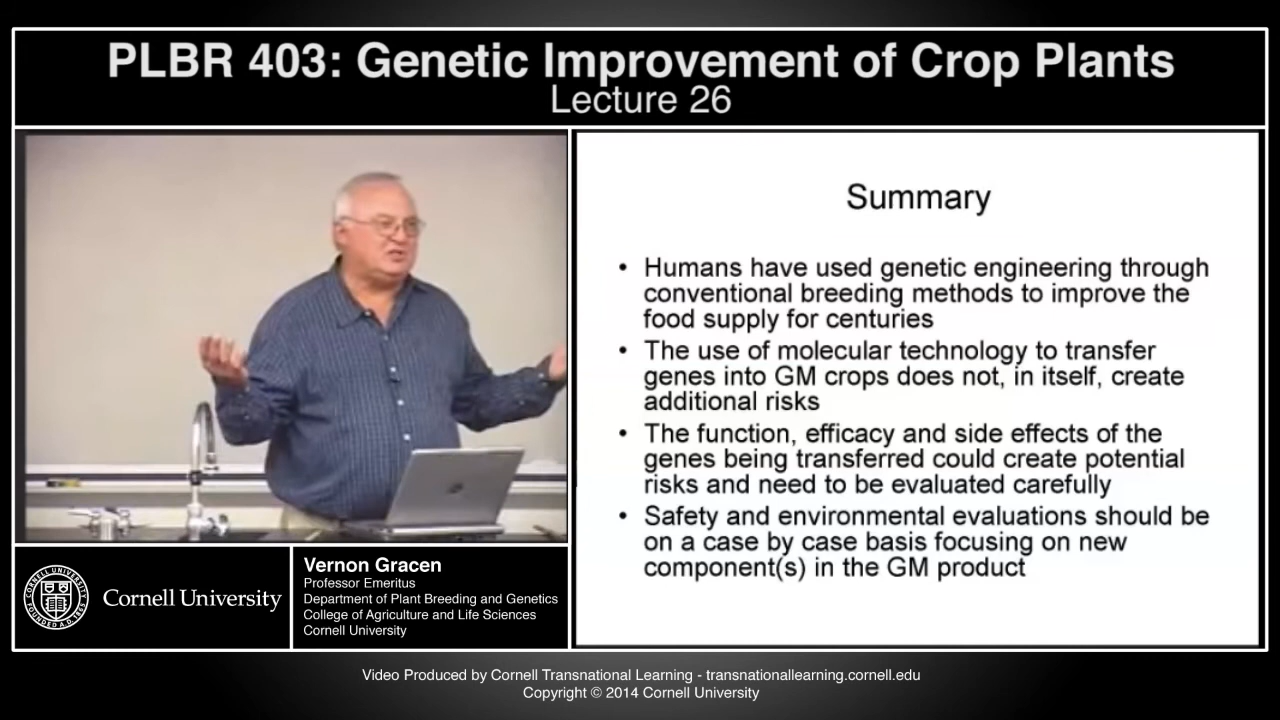 PLBR 403: Genetic Improvement of Crop Plants
Lecture 26
Summary
• Humans have used genetic engineering through
conventional breeding methods to improve the
food supply for centuries
• The use of molecular technology to transfer
genes into GM crops does not, in itself, create
additional risks
• The function, efficacy and side effects of the
genes being transferred could create potential
risks and need to be evaluated carefully
• Safety and environmental evaluations should be
on a case by case basis focusing on new
component(s) in the GM product
Cornell University
Vernon Gracen
Professor Emeritus
Department of Plant Breeding and Genetics
College of Agriculture and Life Sciences
Cornell University
Video Produced by Cornell Transnational Learning - transnationallearning.cornell.edu
Copyright © 2014 Cornell University